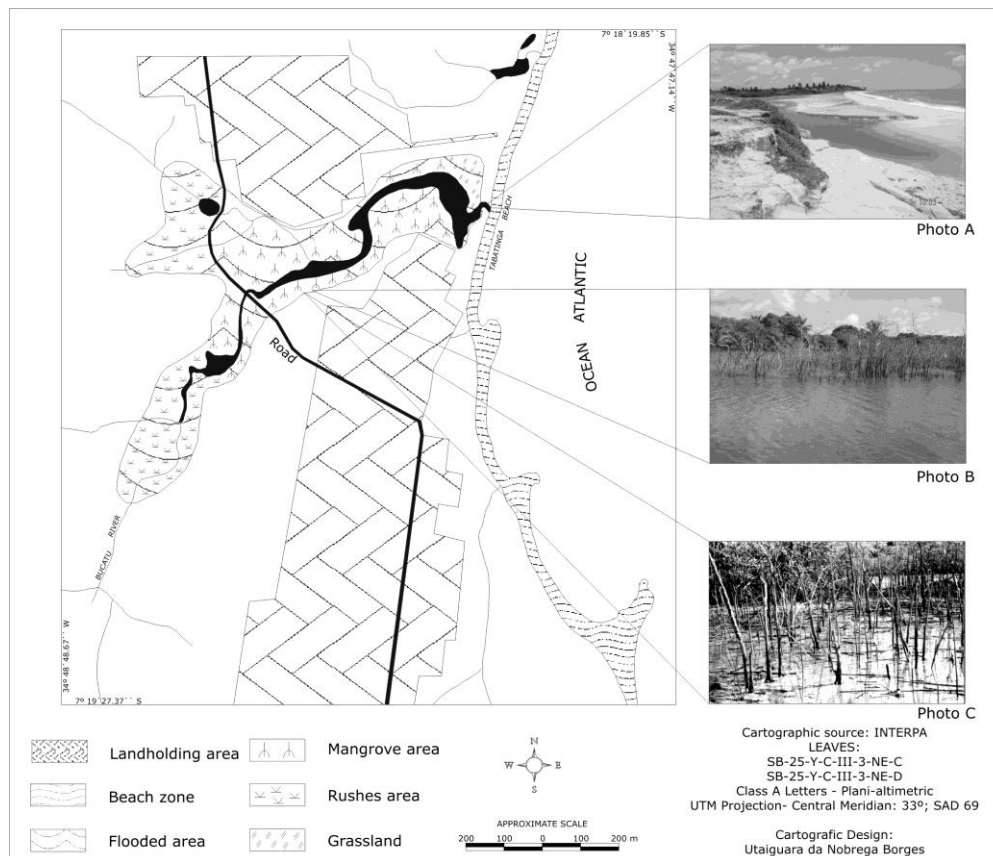 7º 18`19.85`` S
34º 47`47.14`` W
TABATINGA BEACH
OCEAN ATLANTIC
Road
BUCATU RIVER
34º 48`48.67`` W
7º 19`27.37`` S
Photo A
Photo B
Photo C
Landholding area
Mangrove area
Beach zone
Rushes area
Flooded area
Grassland
N
W E
S
APPROXIMATE SCALE
200 100 0 100 200 m
Cartographic source: INTERPA
LEAVES:
SB-25-Y-C-III-3-NE-C
SB-25-Y-C-III-3-NE-D
Class A Letters - Plani-altimetric
UTM Projection- Central Meridian: 33º; SAD 69
Cartografic Design:
Utaiguara da Nobrega Borges